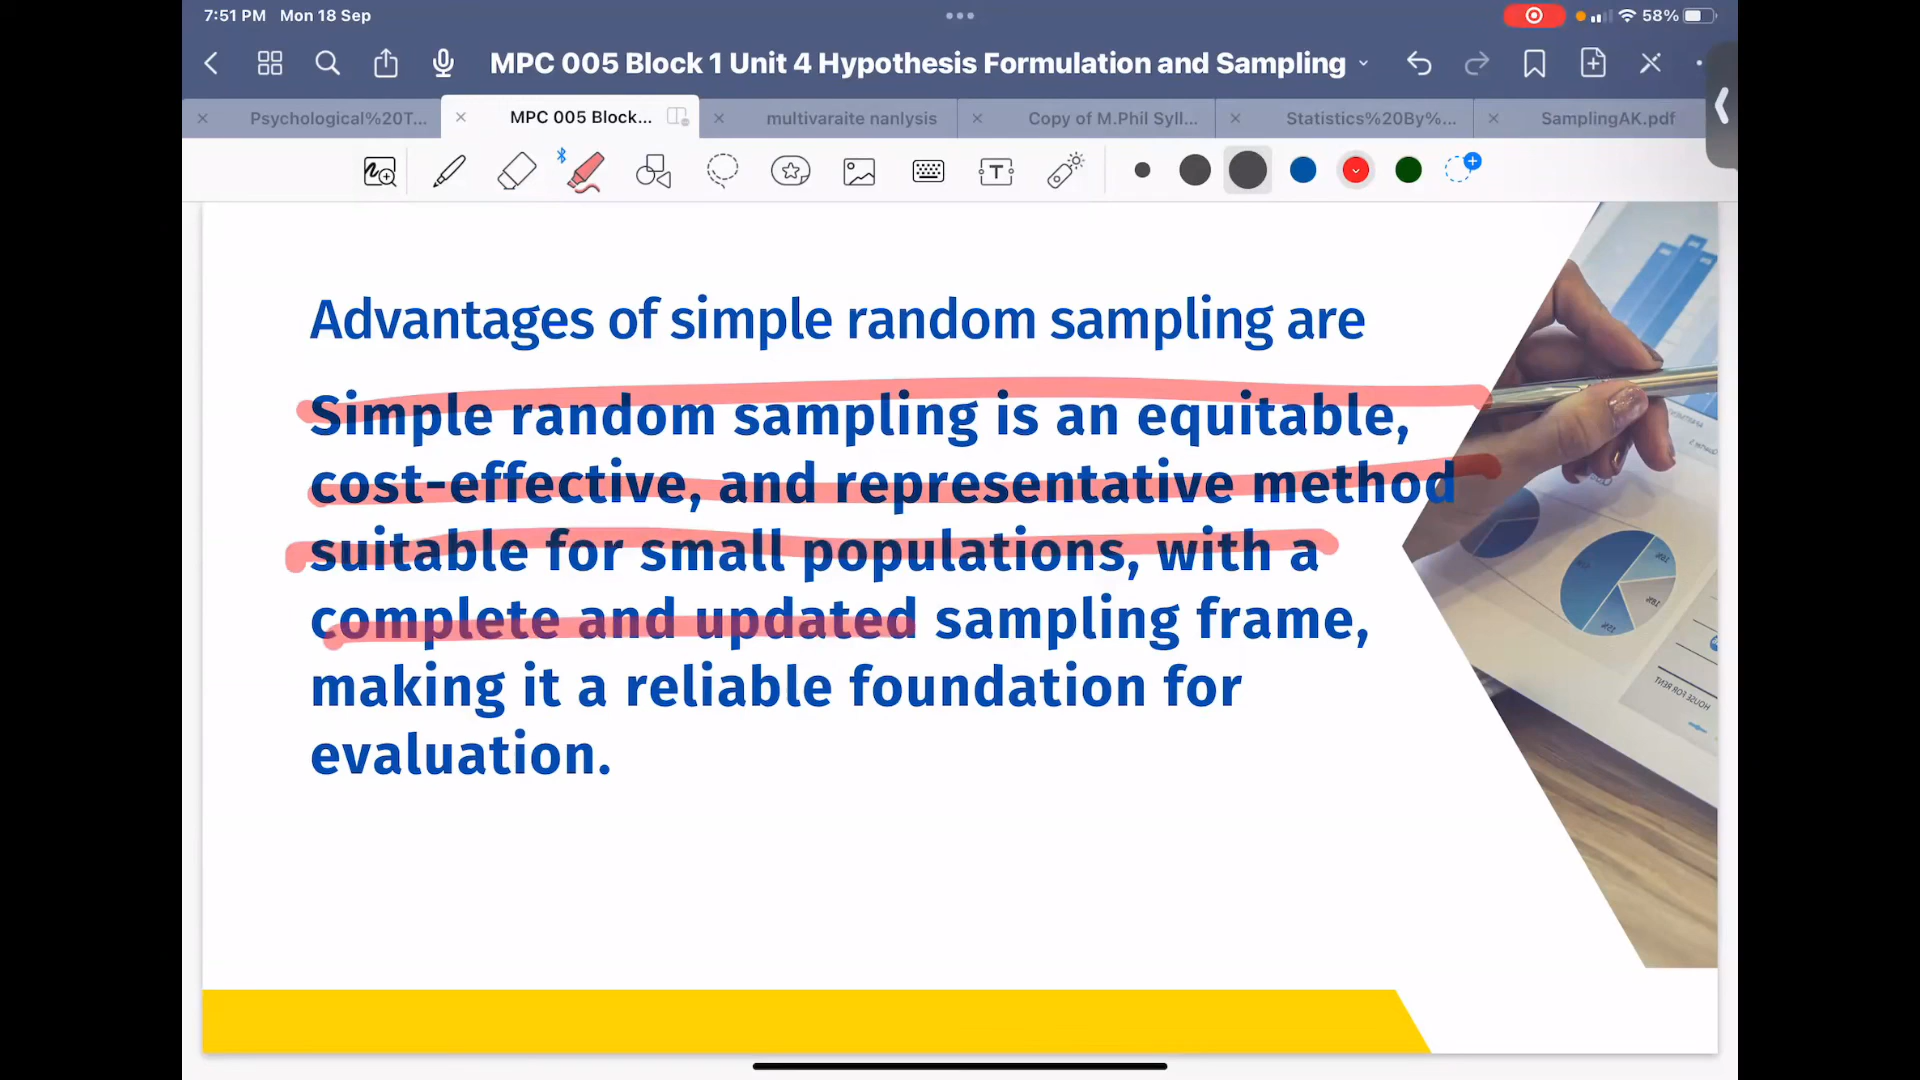 7:51 PM Mon 18 Sep
58%
MPC 005 Block 1 Unit 4 Hypothesis Formulation and Sampling
Psychological%20T...
MPC 005 Block...
multivaraite nanlysis
Copy of M.Phil Syll...
Statistics%20By%...
SamplingAK.pdf
Advantages of simple random sampling are
Simple random sampling is an equitable,
cost-effective, and representative method
suitable for small populations, with a
complete and updated sampling frame,
making it a reliable foundation for
evaluation.
HOUSE FOR RENT